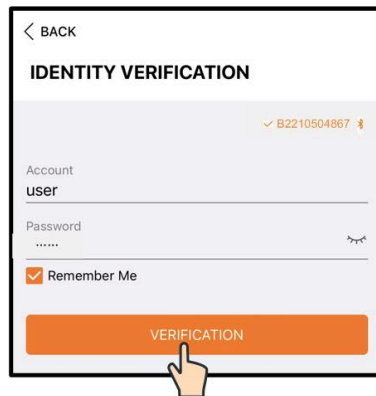 BACK
IDENTITY VERIFICATION
B2210504867
Account
user
Password
......
Remember Me
VERIFICATION